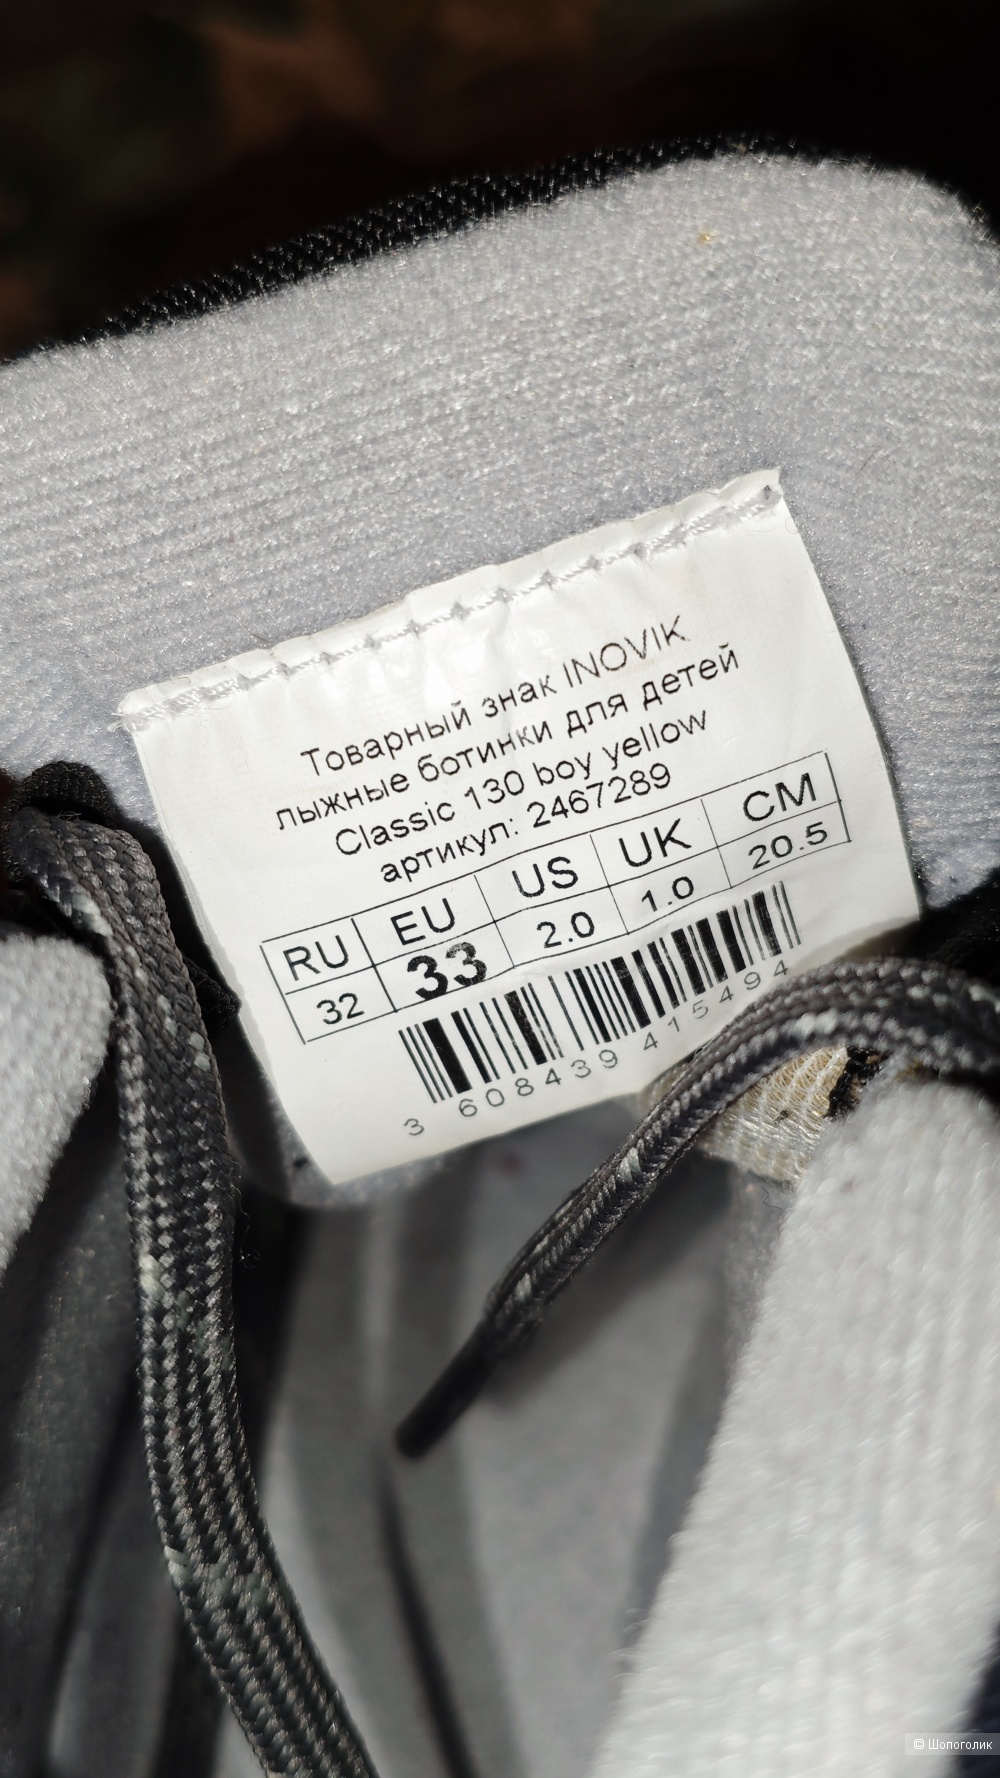 Товарный знак INOVIK
лыжные ботинки для детей
Classic 130 boy yellow
артикул: 2467289
RU EU US UK CM
32 33 2.0 1.0 20.5
3 608439 415494
© Шопоголик